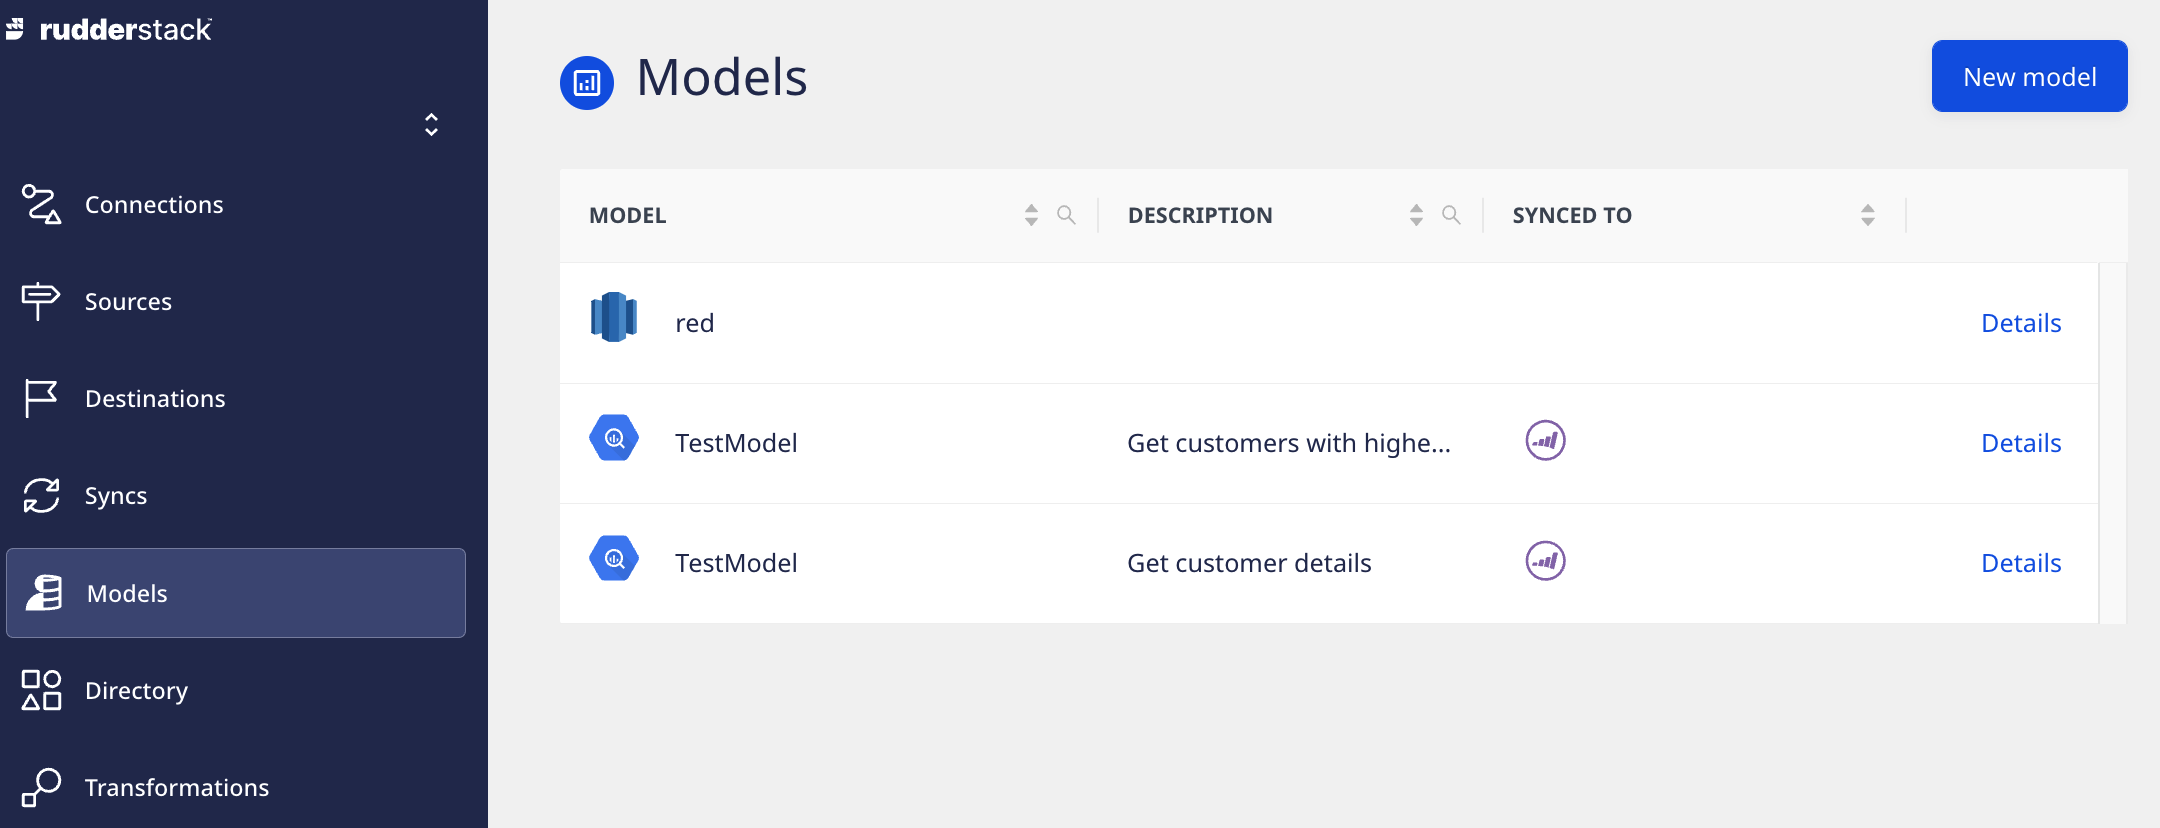 rudderstack
Connections
Sources
Destinations
Syncs
Models
Directory
Transformations
Models
New model
MODEL DESCRIPTION SYNCED TO
red Details
TestModel Get customers with highe... Details
TestModel Get customer details Details